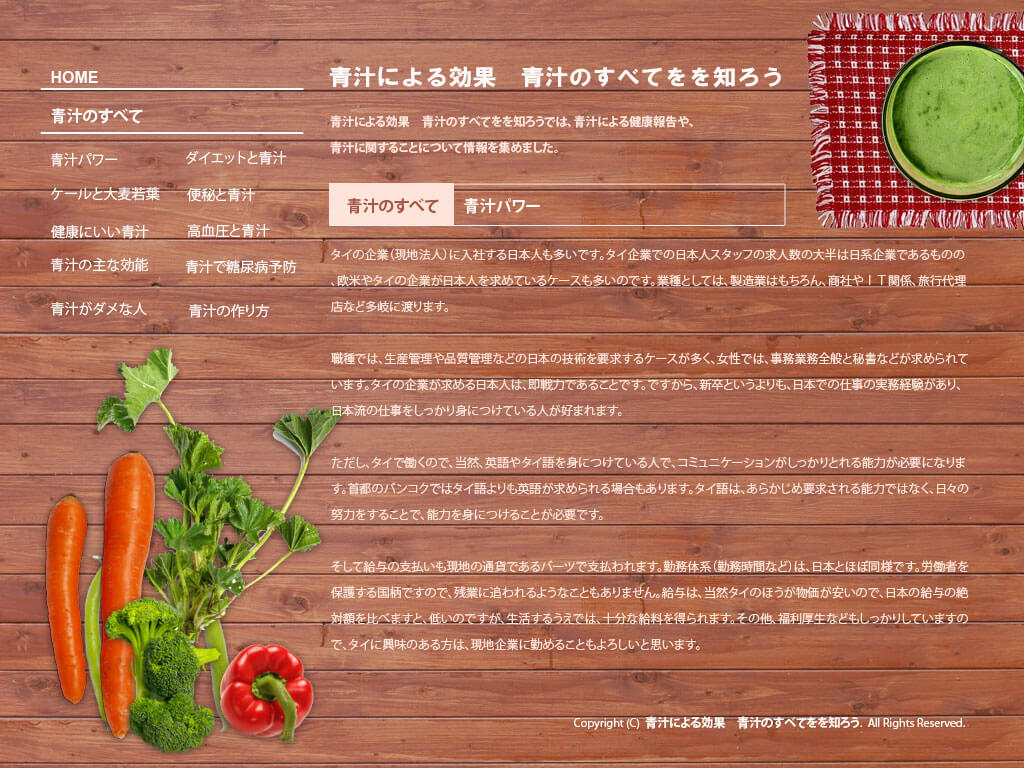 HOME
青汁のすべて
青汁パワー
ダイエットと青汁
ケールと大麦若葉
便秘と青汁
健康にいい青汁
高血圧と青汁
青汁の主な効能
青汁で糖尿病予防
青汁がダメな人
青汁の作り方
青汁による効果　青汁のすべてをを知ろう
青汁による効果　青汁のすべてをを知ろうでは、青汁による健康報告や、
青汁に関することについて情報を集めました。
青汁のすべて 青汁パワー
タイの企業（現地法人）に入社する日本人も多いです。タイ企業での日本人スタッフの求人数の大半は日系企業であるものの
、欧米やタイの企業が日本人を求めているケースも多いのです。業種としては、製造業はもちろん、商社やＩＴ関係、旅行代理
店など多岐に渡ります。
職種では、生産管理や品質管理などの日本の技術を要求するケースが多く、女性では、事務業務全般と秘書などが求められて
います。タイの企業が求める日本人は、即戦力であることです。ですから、新卒というよりも、日本での仕事の実務経験があり、
日本流の仕事をしっかり身につけている人が好まれます。
ただし、タイで働くので、当然、英語やタイ語を身につけている人で、コミュニケーションがしっかりとれる能力が必要になりま
す。首都のバンコクではタイ語よりも英語が求められる場合もあります。タイ語は、あらかじめ要求される能力ではなく、日々の
努力をすることで、能力を身につけることが必要です。
そして給与の支払いも現地の通貨であるバーツで支払われます。勤務体系（勤務時間など）は、日本とほぼ同様です。労働者を
保護する国柄ですので、残業に追われるようなこともありません。給与は、当然タイのほうが物価が安いので、日本の給与の絶
対額を比べますと、低いのですが、生活するうえでは、十分な給料を得られます。その他、福利厚生などもしっかりしていますの
で、タイに興味のある方は、現地企業に勤めることもよろしいと思います。
Copyright (C) 青汁による効果　青汁のすべてをを知ろう. All Rights Reserved.